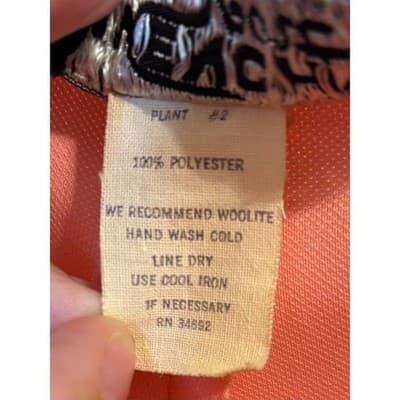 PLANT #2
100% POLYESTER
WE RECOMMEND WOOLITE
HAND WASH COLD
LINE DRY
USE COOL IRON
IF NECESSARY
RN 34692